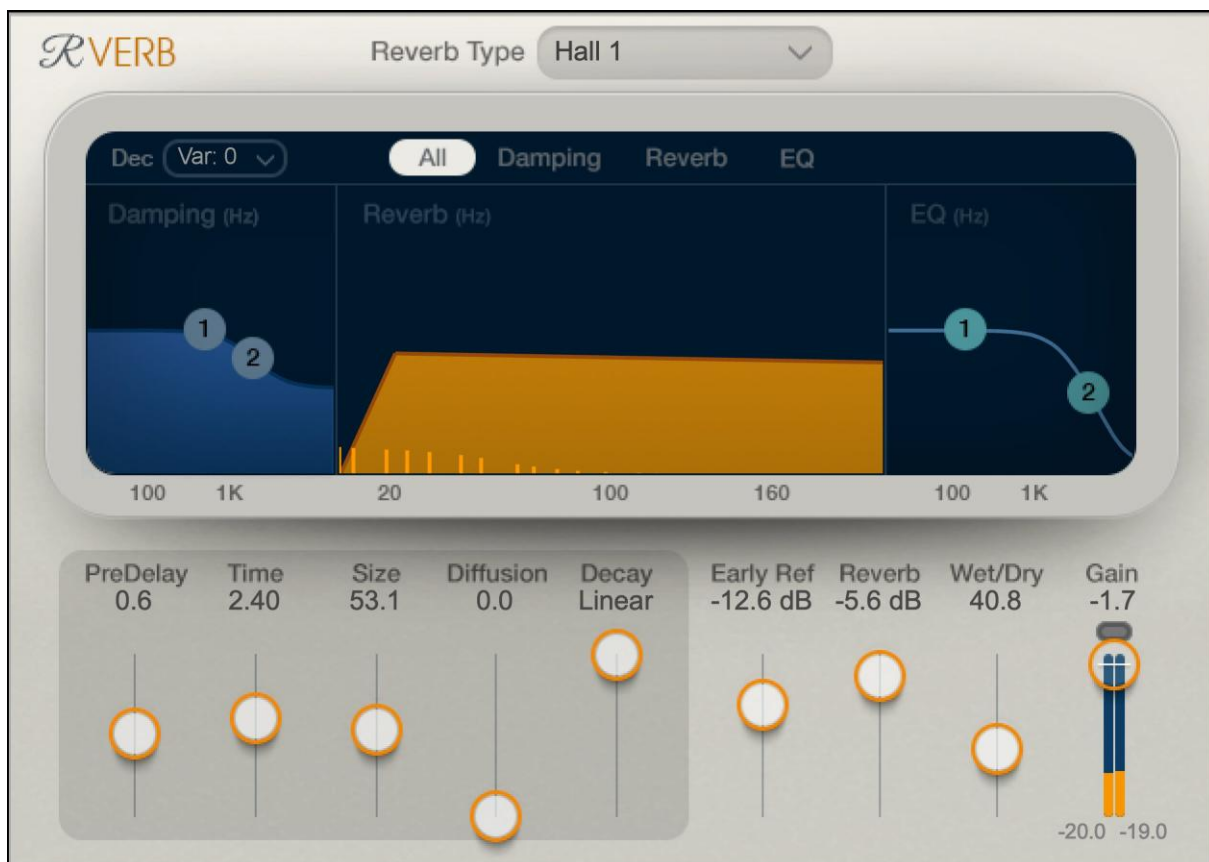 RVERB
Reverb Type Hall 1
Dec Var: 0 All Damping Reverb EQ
Damping (Hz) Reverb (Hz) EQ (Hz)
1 2 1 2
100 1K 20 100 160 100 1K
PreDelay Time Size Diffusion Decay Early Ref Reverb Wet/Dry Gain
0.6 2.40 53.1 0.0 Linear -12.6 dB -5.6 dB 40.8 -1.7
-20.0 -19.0